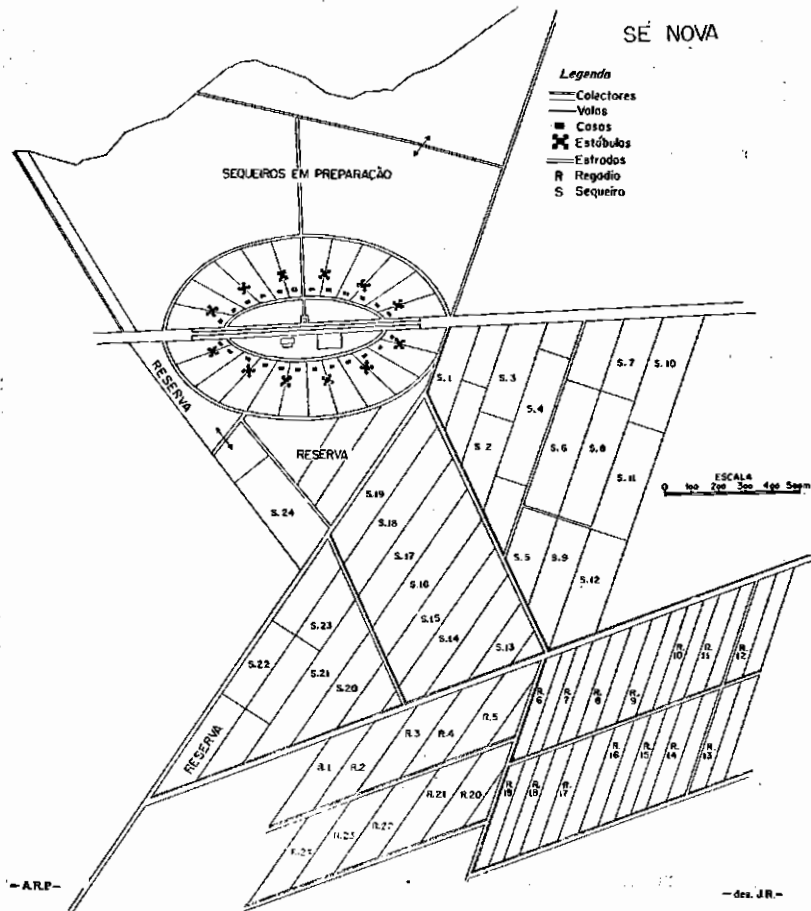 SÉ NOVA
Legenda
Colectores
Valas
Casas
Estábulos
Estradas
R Regadio
S Sequeiro
SEQUEIROS EM PREPARAÇÃO
RESERVA
RESERVA
S.1
S.3
S.7
S.10
S.4
S.2
S.6
S.8
S.11
ESCALA
0 100 200 300 400 500m
S.19
S.24
S.18
S.17
S.5
S.9
S.16
S.12
S.15
S.23
S.14
S.13
S.22
S.21
S.20
RESERVA
R.10
R.11
R.12
R.6
R.7
R.8
R.9
R.5
R.3
R.4
R.1
R.2
R.16
R.15
R.14
R.13
R.19
R.18
R.17
R.21
R.20
R.22
R.23
– A.R.P –
– des. J.R. –